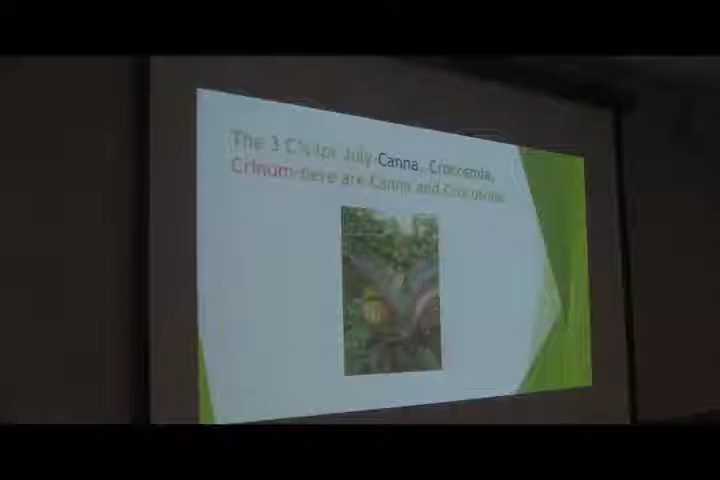 The 3 C's for July-Canna, Crocosmia,
Crinum-here are Canna and Crocosmia